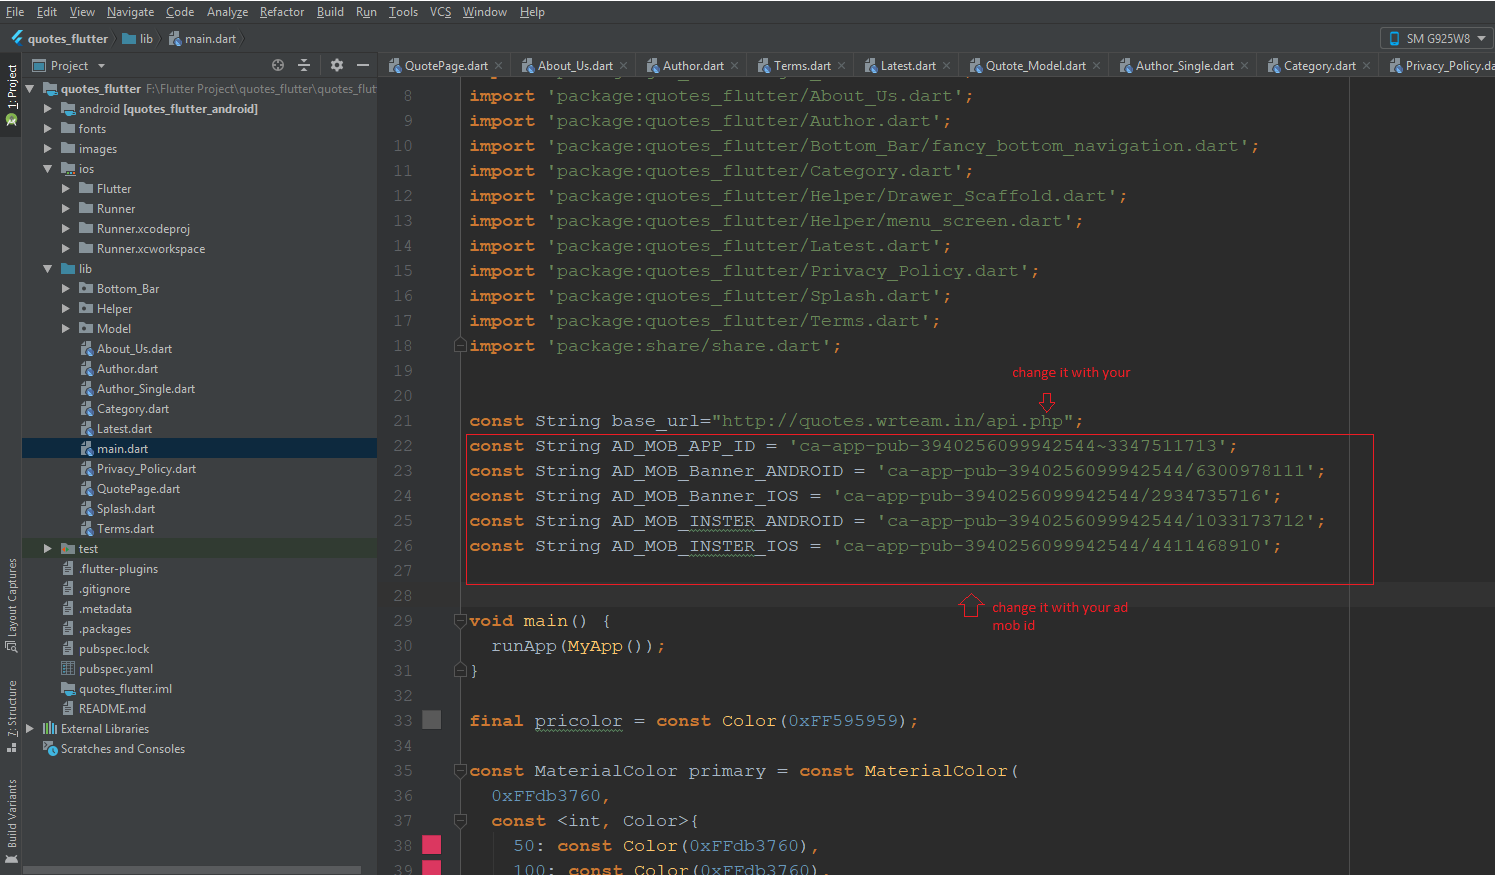 File Edit View Navigate Code Analyze Refactor Build Run Tools VCS Window Help
quotes_flutter lib main.dart SM G925W8
Project QuotePage.dart About_Us.dart Author.dart Terms.dart Latest.dart Qutote_Model.dart Author_Single.dart Category.dart Privacy_Policy.da
1: Project
Layout Captures
Z: Structure
Build Variants
quotes_flutter F:\Flutter Project\quotes_flutter\quotes_flut
android [quotes_flutter_android]
fonts
images
ios
Flutter
Runner
Runner.xcodeproj
Runner.xcworkspace
lib
Bottom_Bar
Helper
Model
About_Us.dart
Author.dart
Author_Single.dart
Category.dart
Latest.dart
main.dart
Privacy_Policy.dart
QuotePage.dart
Splash.dart
Terms.dart
test
.flutter-plugins
.gitignore
.metadata
.packages
pubspec.lock
pubspec.yaml
quotes_flutter.iml
README.md
External Libraries
Scratches and Consoles
8 import 'package:quotes_flutter/About_Us.dart';
9 import 'package:quotes_flutter/Author.dart';
10 import 'package:quotes_flutter/Bottom_Bar/fancy_bottom_navigation.dart';
11 import 'package:quotes_flutter/Category.dart';
12 import 'package:quotes_flutter/Helper/Drawer_Scaffold.dart';
13 import 'package:quotes_flutter/Helper/menu_screen.dart';
14 import 'package:quotes_flutter/Latest.dart';
15 import 'package:quotes_flutter/Privacy_Policy.dart';
16 import 'package:quotes_flutter/Splash.dart';
17 import 'package:quotes_flutter/Terms.dart';
18 import 'package:share/share.dart';
19
change it with your
20
21 const String base_url="http://quotes.wrteam.in/api.php";
22 const String AD_MOB_APP_ID = 'ca-app-pub-3940256099942544~3347511713';
23 const String AD_MOB_Banner_ANDROID = 'ca-app-pub-3940256099942544/6300978111';
24 const String AD_MOB_Banner_IOS = 'ca-app-pub-3940256099942544/2934735716';
25 const String AD_MOB_INSTER_ANDROID = 'ca-app-pub-3940256099942544/1033173712';
26 const String AD_MOB_INSTER_IOS = 'ca-app-pub-3940256099942544/4411468910';
27
28
change it with your ad
mob id
29 void main() {
30 runApp(MyApp());
31 }
32
33 final pricolor = const Color(0xFF595959);
34
35 const MaterialColor primary = const MaterialColor(
36 0xFFdb3760,
37 const <int, Color>{
38 50: const Color(0xFFdb3760),
39 100: const Color(0xFFdb3760),